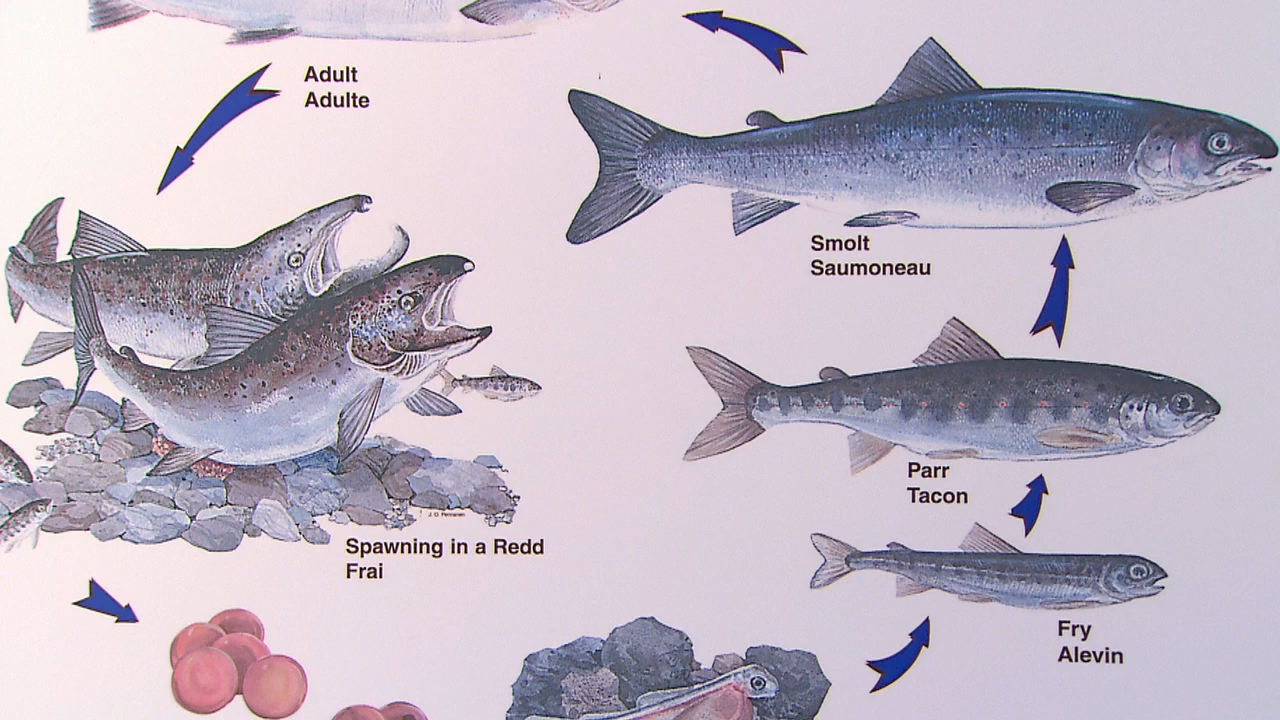 Adult
Adulte
Smolt
Saumoneau
Parr
Tacon
Spawning in a Redd
Frai
Fry
Alevin